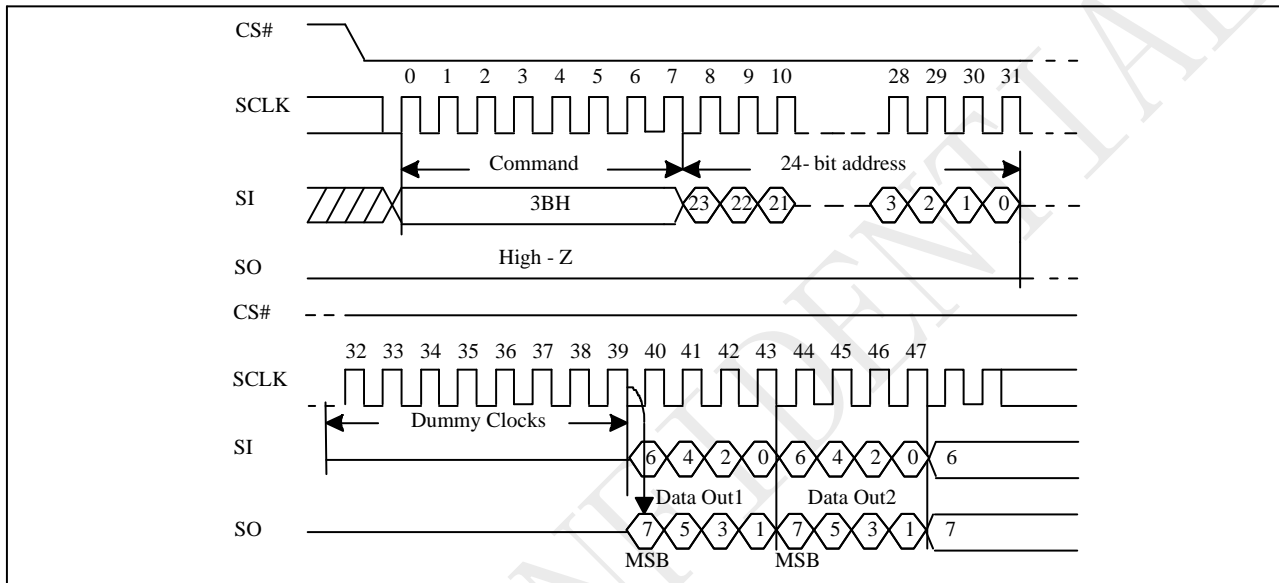 CS#
0 1 2 3 4 5 6 7 8 9 10 28 29 30 31
SCLK
Command 24- bit address
SI 3BH 23 22 21 3 2 1 0
High - Z
SO
CS#
32 33 34 35 36 37 38 39 40 41 42 43 44 45 46 47
SCLK
Dummy Clocks
SI 6 4 2 0 6 4 2 0 6
Data Out1 Data Out2
SO 7 5 3 1 7 5 3 1 7
MSB MSB